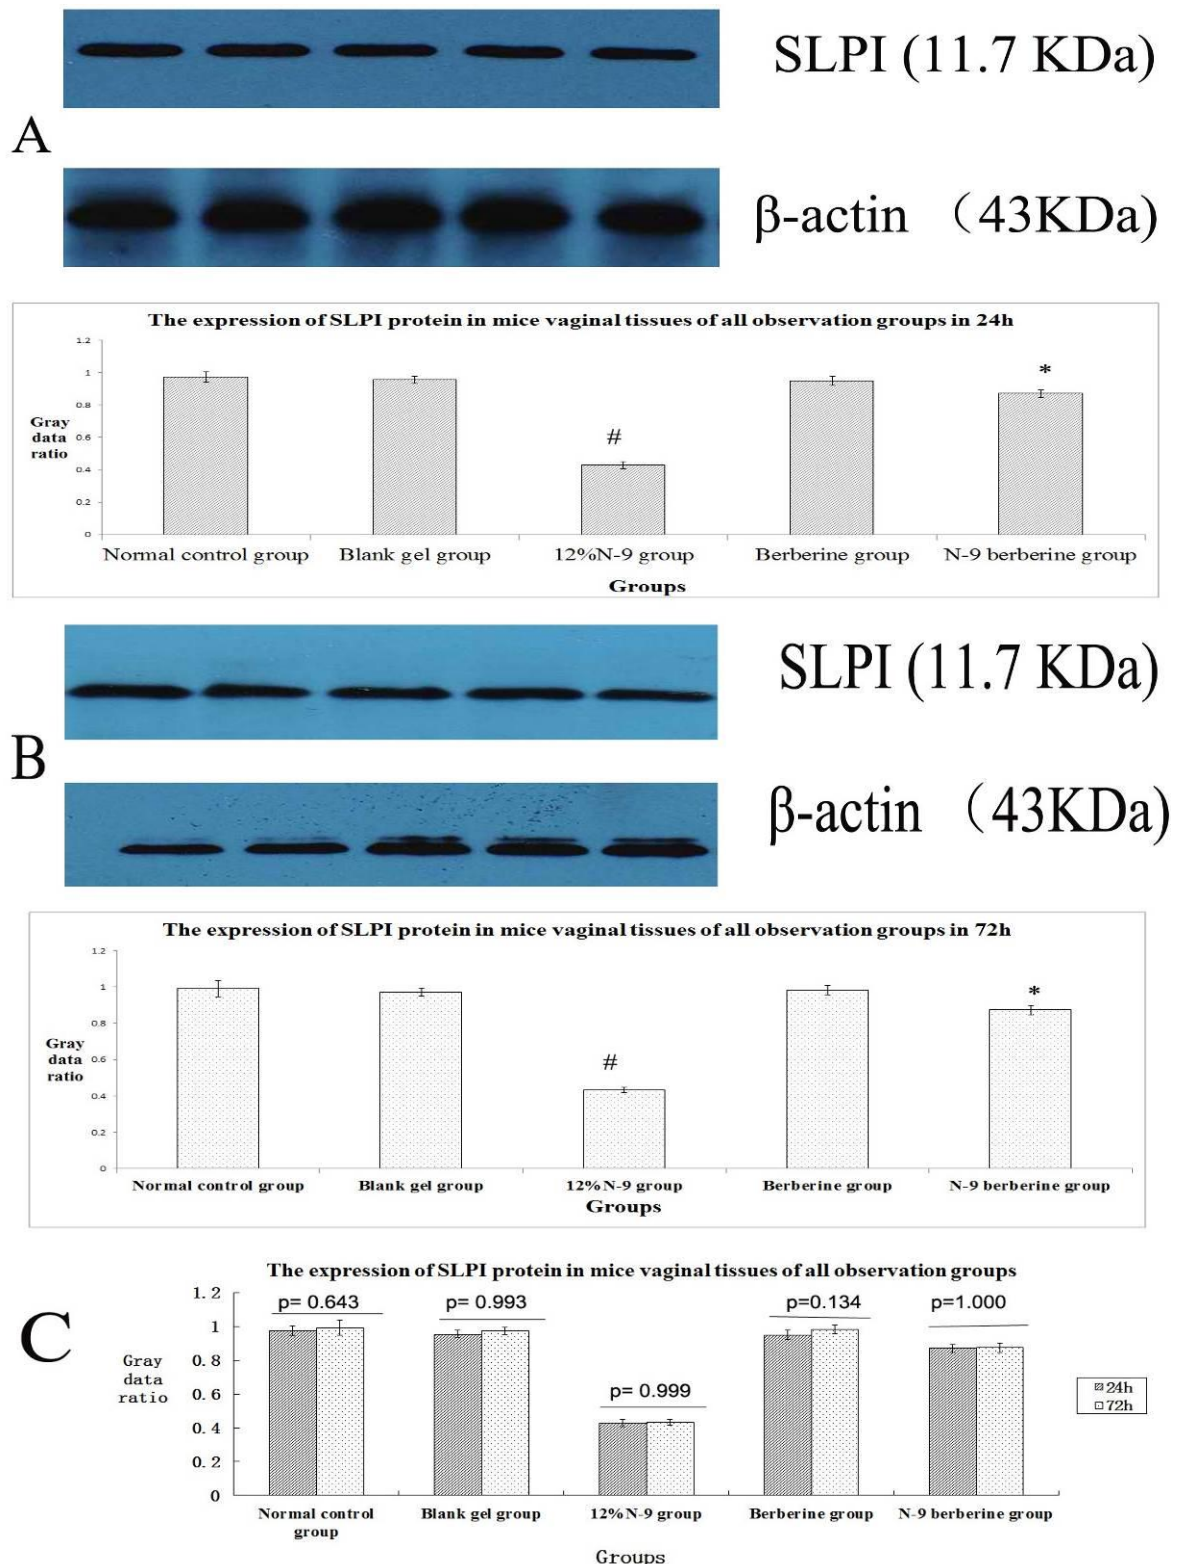 SLPI (11.7 KDa)
A
β-actin （43KDa)
The expression of SLPI protein in mice vaginal tissues of all observation groups in 24h
1.2
1
0.8
0.6
0.4
0.2
0
Gray
data
ratio
#
*
Normal control group Blank gel group 12%N-9 group Berberine group N-9 berberine group
Groups
SLPI (11.7 KDa)
B
β-actin （43KDa)
The expression of SLPI protein in mice vaginal tissues of all observation groups in 72h
1.2
1
0.8
0.6
0.4
0.2
0
Gray
data
ratio
#
*
Normal control group Blank gel group 12%N-9 group Berberine group N-9 berberine group
Groups
C
The expression of SLPI protein in mice vaginal tissues of all observation groups
1.2
1
0.8
0.6
0.4
0.2
0
Gray
data
ratio
p= 0.643 p= 0.993 p= 0.999 p=0.134 p=1.000
24h
72h
Normal control group Blank gel group 12%N-9 group Berberine group N-9 berberine group
Groups